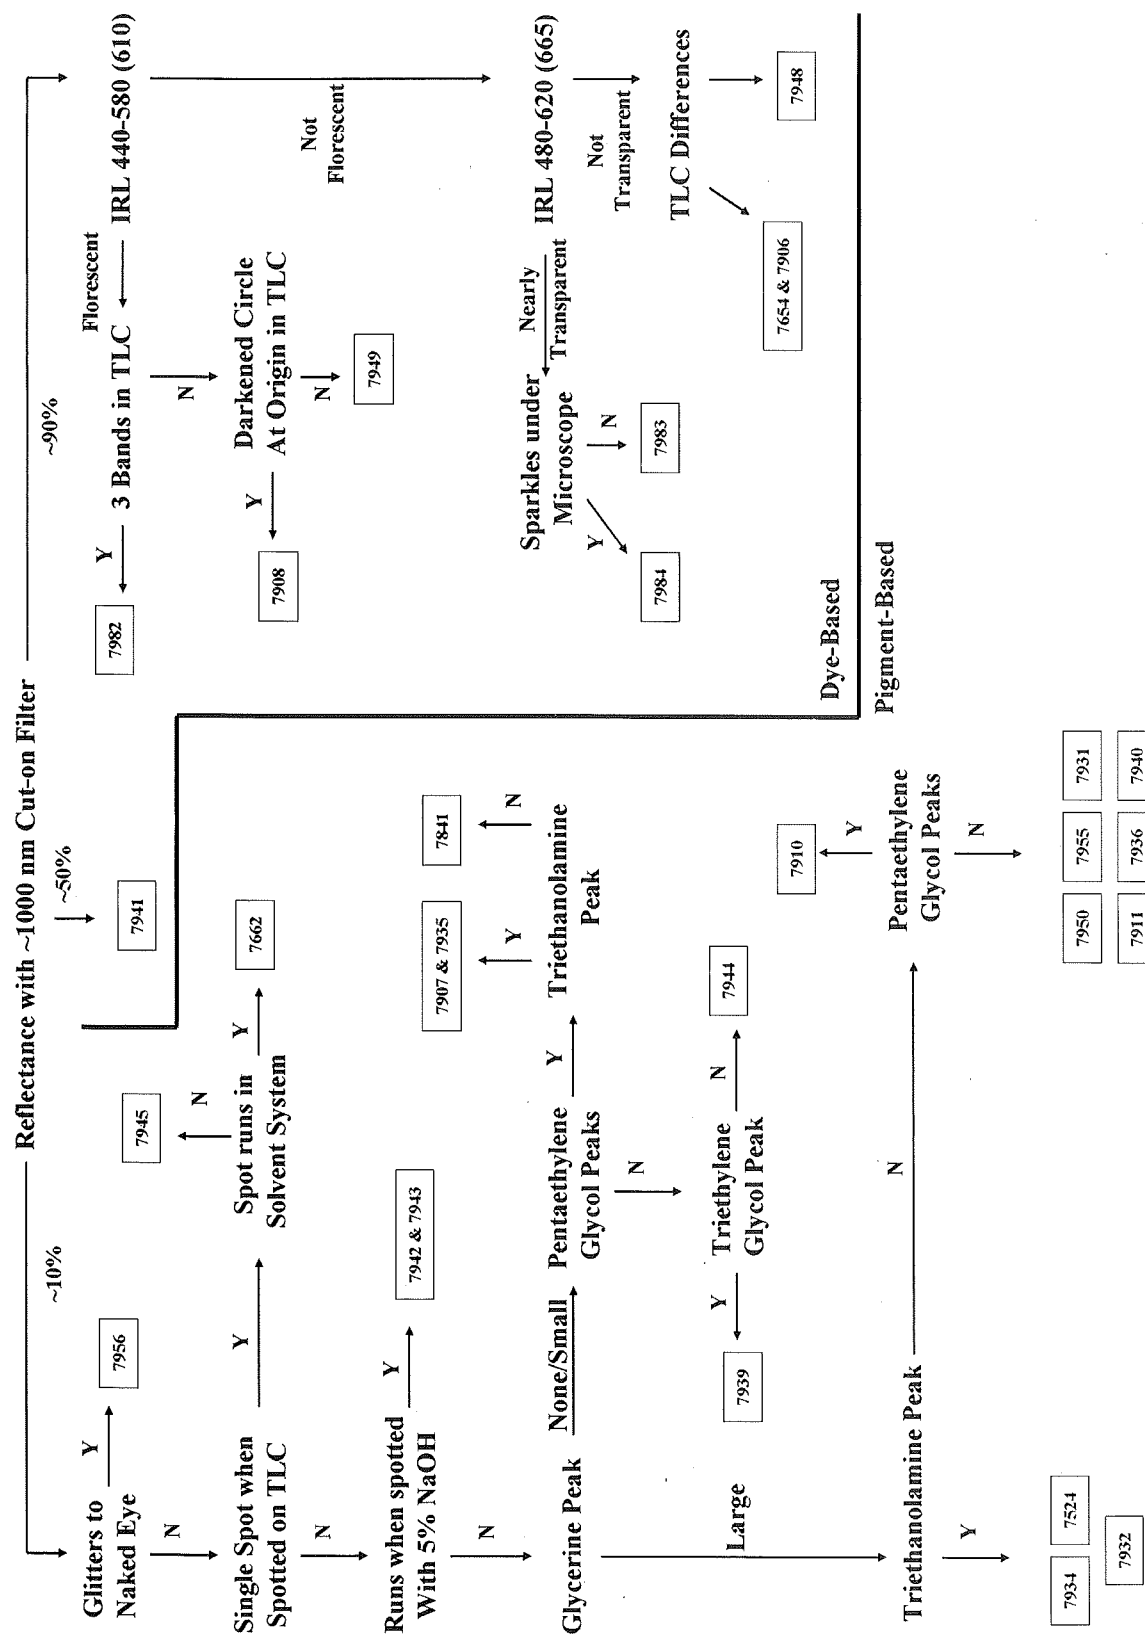 Reflectance with ~1000 nm Cut-on Filter
~10%
~50%
~90%
Glitters to
Naked Eye
Y
7956
N
Single Spot when
Spotted on TLC
Y
Spot runs in
Solvent System
N
7945
Y
7662
N
Runs when spotted
With 5% NaOH
Y
7942 & 7943
N
Glycerine Peak
None/Small
Pentaethylene
Glycol Peaks
Y
Triethanolamine
Peak
Y
7907 & 7935
N
7841
N
Triethylene
Glycol Peak
Y
7939
N
7944
Large
Triethanolamine Peak
Y
7934
7524
7932
N
Pentaethylene
Glycol Peaks
Y
7910
N
7950
7955
7931
7911
7936
7940
7941
IRL 440-580 (610)
Florescent
3 Bands in TLC
Y
7982
N
Darkened Circle
At Origin in TLC
Y
7908
N
7949
Not
Florescent
IRL 480-620 (665)
Nearly
Transparent
Sparkles under
Microscope
Y
7984
N
7983
Not
Transparent
TLC Differences
7654 & 7906
7948
Dye-Based
Pigment-Based